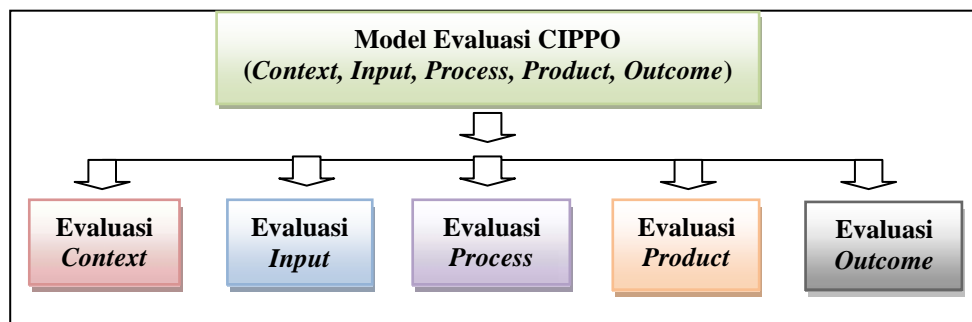 Model Evaluasi CIPPO
(Context, Input, Process, Product, Outcome)
Evaluasi
Context
Evaluasi
Input
Evaluasi
Process
Evaluasi
Product
Evaluasi
Outcome